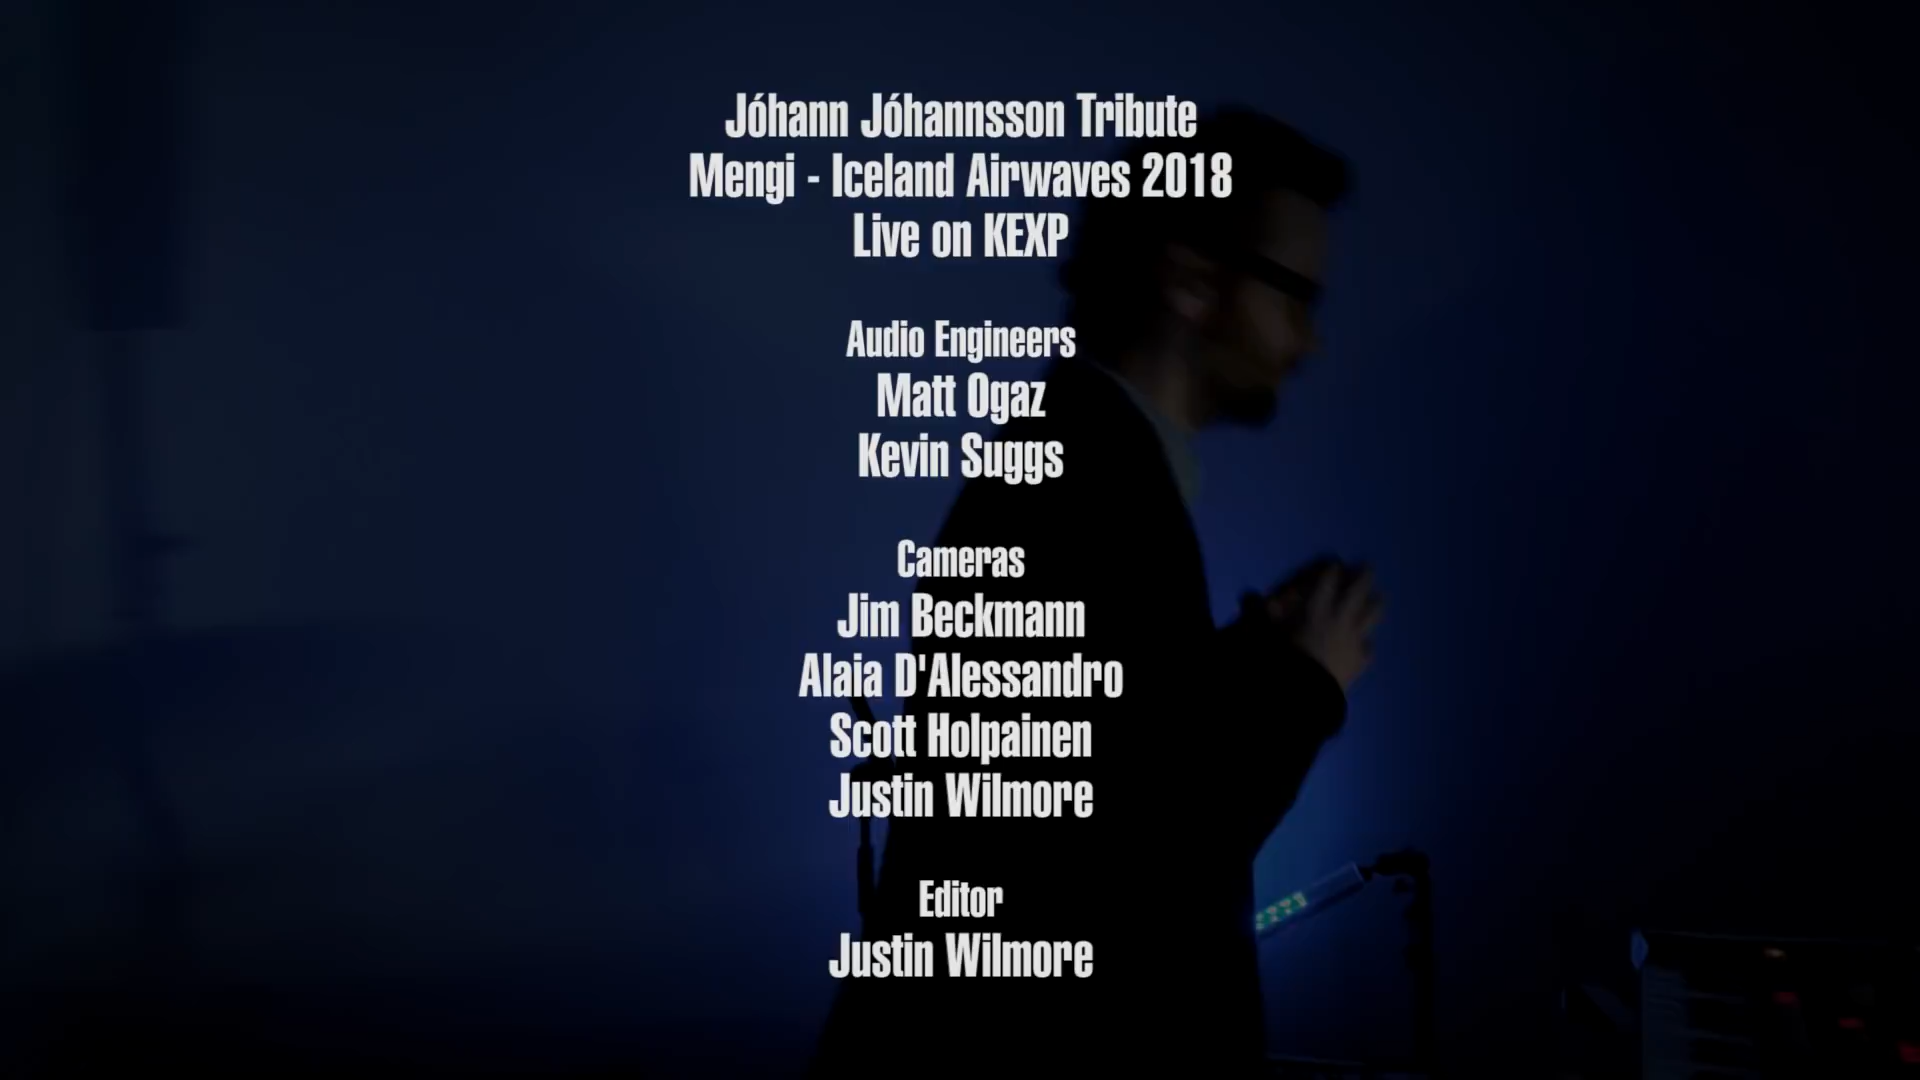 Jóhann Jóhannsson Tribute
Mengi - Iceland Airwaves 2018
Live on KEXP
Audio Engineers
Matt Ogaz
Kevin Suggs
Cameras
Jim Beckmann
Alaia D'Alessandro
Scott Holpainen
Justin Wilmore
Editor
Justin Wilmore